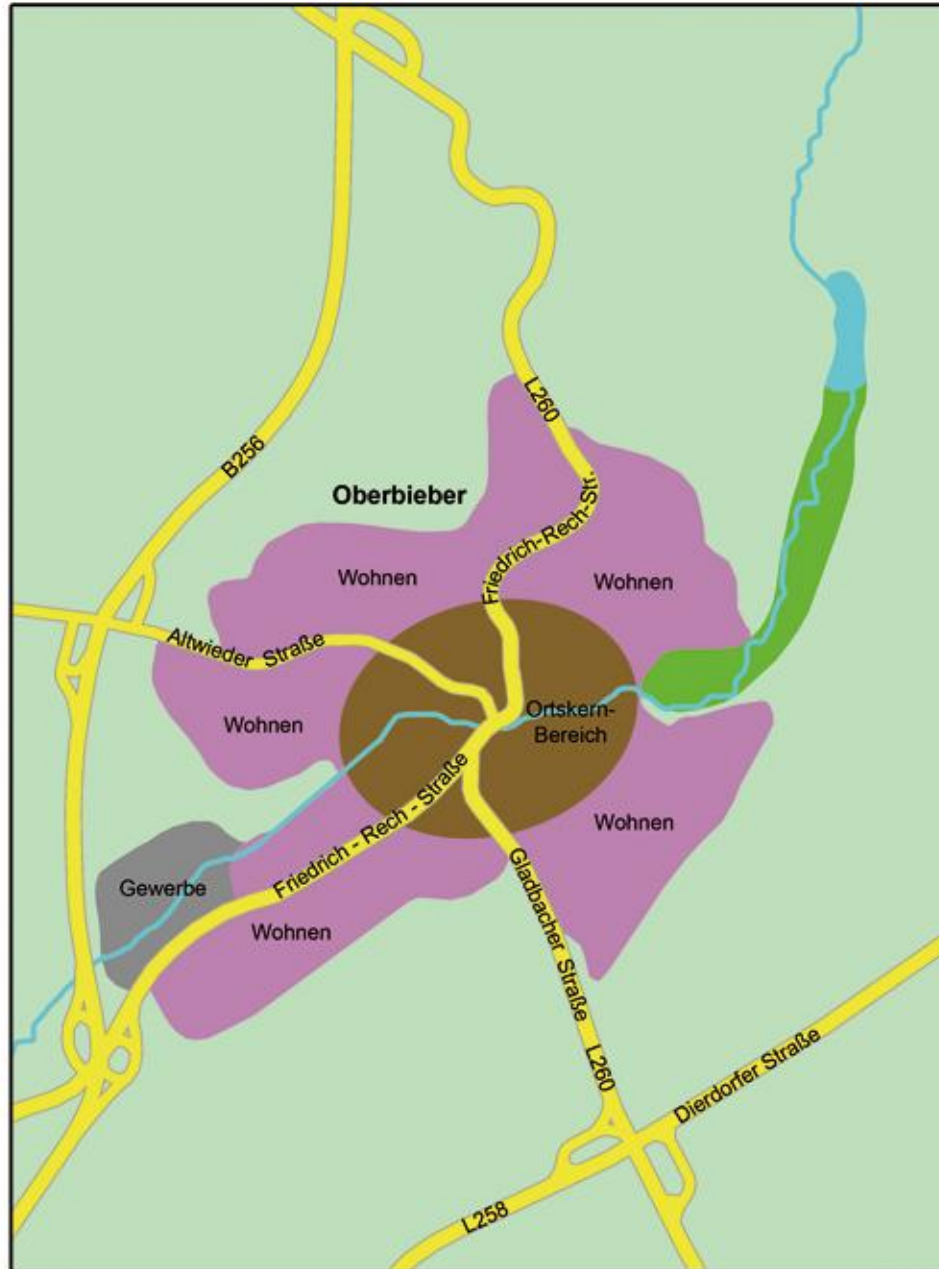 L260
B256
Oberbieber
Friedrich-Rech-Str.
Wohnen
Wohnen
Altwieder Straße
Wohnen
Ortskern-
Bereich
Friedrich - Rech - Straße
Wohnen
Gewerbe
Wohnen
Gladbacher Straße
L260
Dierdorfer Straße
L258